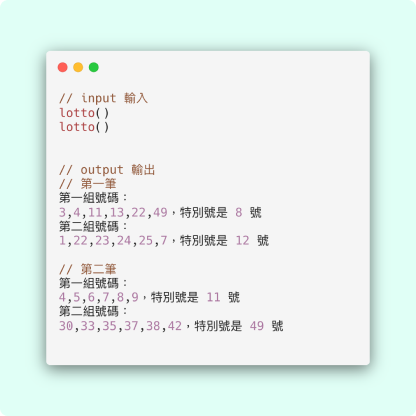 // input 輸入
lotto()
lotto()
// output 輸出
// 第一筆
第一組號碼：
3,4,11,13,22,49，特別號是 8 號
第二組號碼：
1,22,23,24,25,7，特別號是 12 號
// 第二筆
第一組號碼：
4,5,6,7,8,9，特別號是 11 號
第二組號碼：
30,33,35,37,38,42，特別號是 49 號